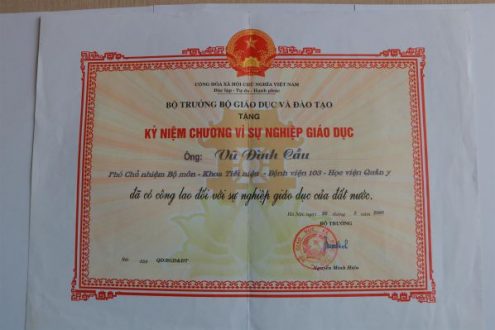 CỘNG HÒA XÃ HỘI CHỦ NGHĨA VIỆT NAM
Độc lập - Tự do - Hạnh phúc
BỘ TRƯỞNG BỘ GIÁO DỤC VÀ ĐÀO TẠO
TẶNG
KỶ NIỆM CHƯƠNG VÌ SỰ NGHIỆP GIÁO DỤC
Ông: Vũ Đình Cầu
Phó Chủ nhiệm Bộ môn - Khoa Tiết niệu - Bệnh viện 103 - Học viện Quân y
đã có công lao đối với sự nghiệp giáo dục của đất nước.
Hà Nội, ngày tháng năm
BỘ TRƯỞNG
Nguyễn Minh Hiển
Số: QĐ/BGD&ĐT